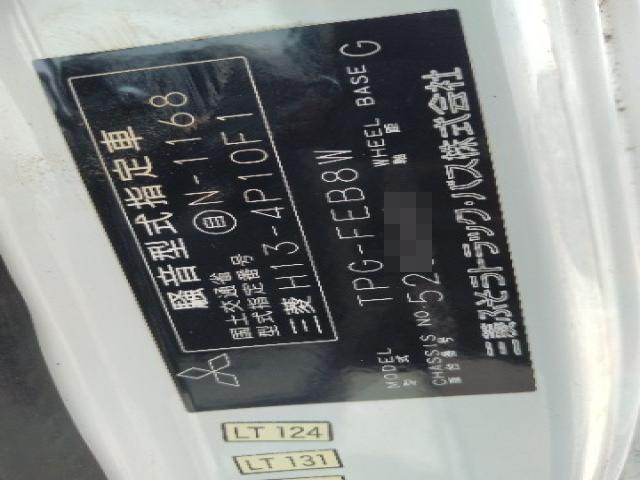 騒音型式指定車
国土交通省
型式指定番号 自N-1168
三菱 H13-4P10F1
MODEL
型式 TPG-FEB8W
CHASSIS NO.
車台番号 52
WHEEL BASE
軸距 G
三菱ふそうトラック・バス株式会社
LT 124
LT 131